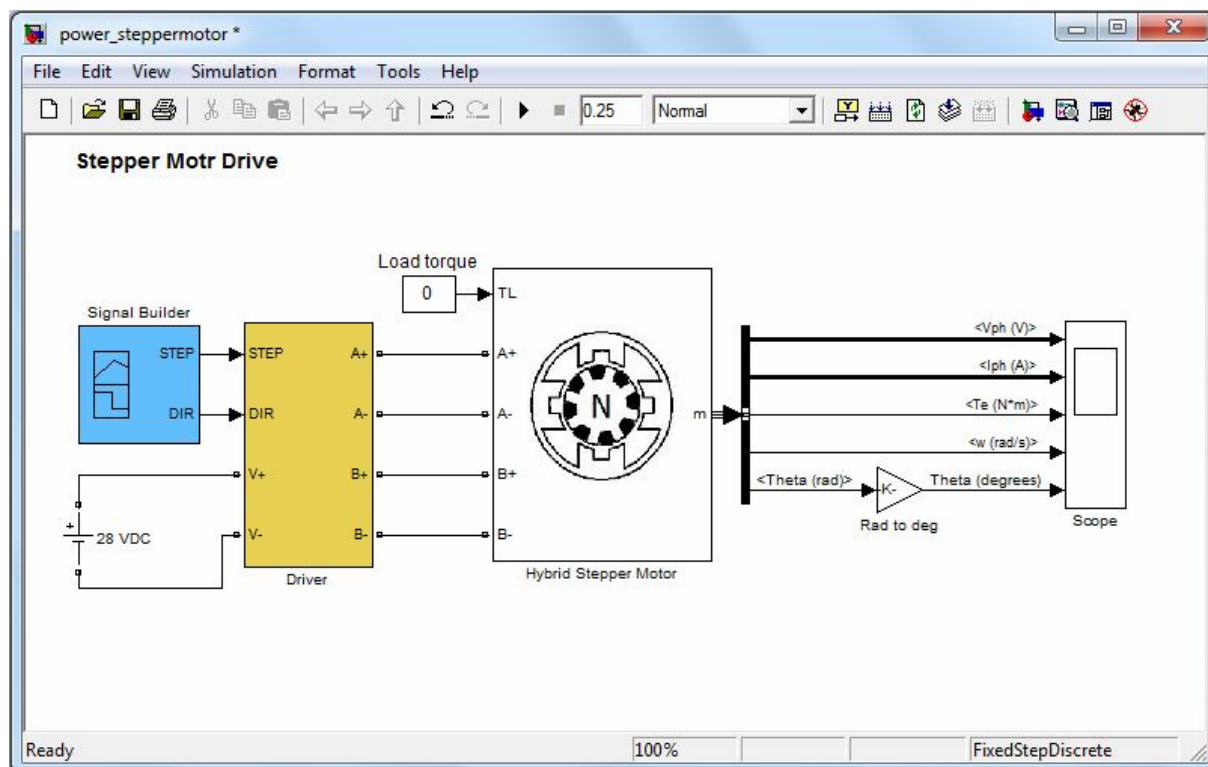 power_steppermotor *
File Edit View Simulation Format Tools Help
0.25 Normal
Stepper Motr Drive
Load torque
0
TL
Signal Builder
STEP
DIR
STEP
DIR
V+
V-
A+
A-
B+
B-
Driver
28 VDC
A+
A-
B+
B-
N
m
Hybrid Stepper Motor
<Vph (V)>
<Iph (A)>
<Te (N*m)>
<w (rad/s)>
<Theta (rad)>
K-
Theta (degrees)
Rad to deg
Scope
Ready 100% FixedStepDiscrete